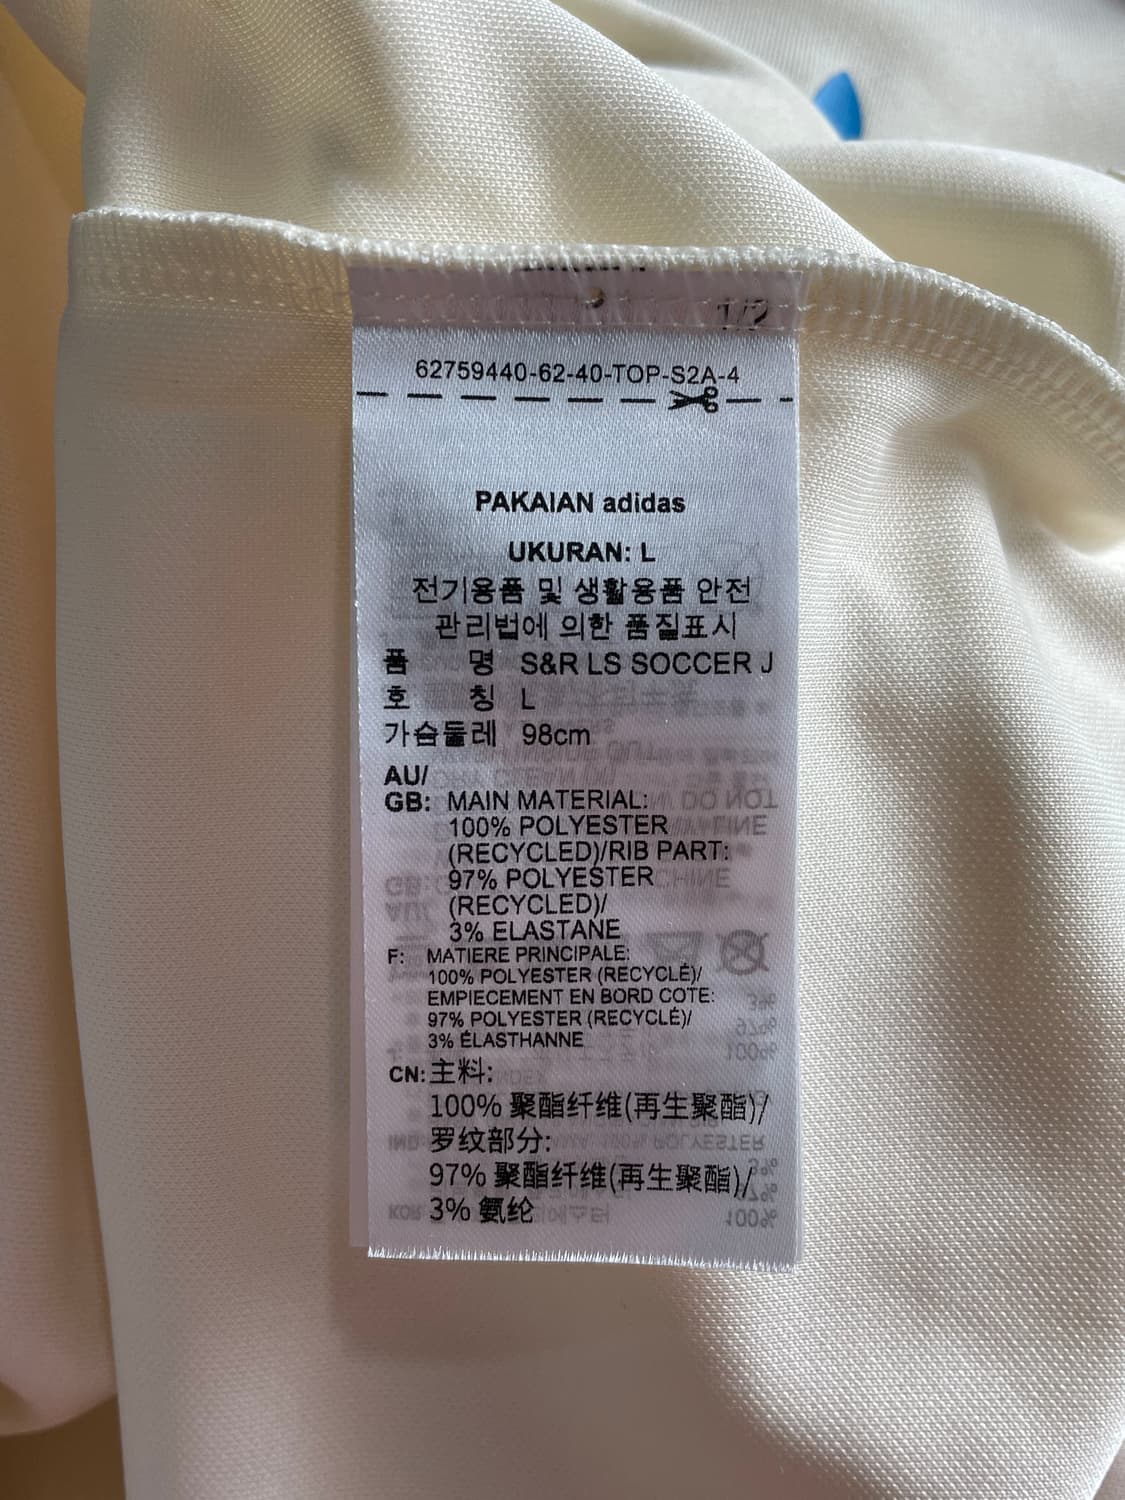 1/2
62759440-62-40-TOP-S2A-4
PAKAIAN adidas
UKURAN: L
전기용품 및 생활용품 안전
관리법에 의한 품질표시
품 명 S&R LS SOCCER J
호 칭 L
가슴둘레 98cm
AU/
GB: MAIN MATERIAL:
100% POLYESTER
(RECYCLED)/RIB PART:
97% POLYESTER
(RECYCLED)/
3% ELASTANE
F: MATIERE PRINCIPALE:
100% POLYESTER (RECYCLÉ)/
EMPIECEMENT EN BORD COTE:
97% POLYESTER (RECYCLÉ)/
3% ÉLASTHANNE
CN: 主料:
100% 聚酯纤维(再生聚酯)/
罗纹部分:
97% 聚酯纤维(再生聚酯)/
3% 氨纶